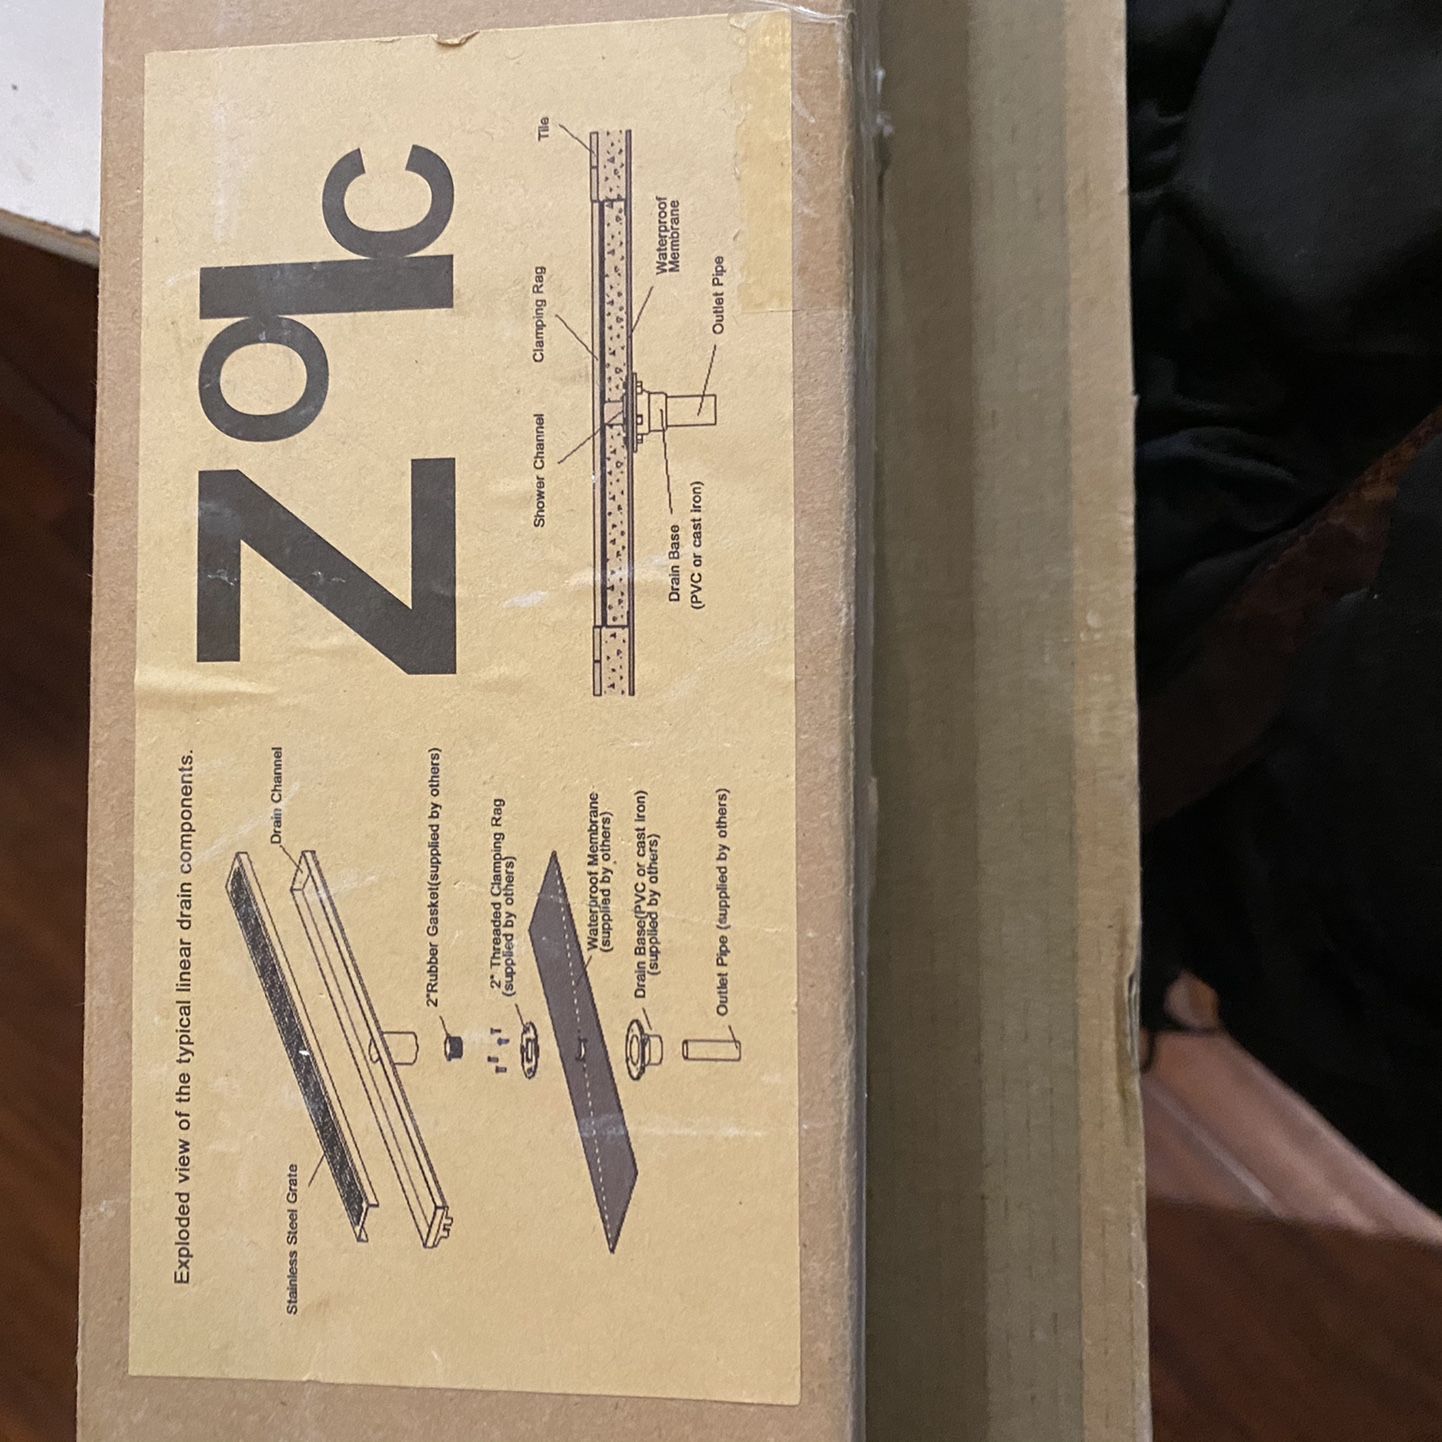 Exploded view of the typical linear drain components.
Stainless Steel Grate
Drain Channel
2"Rubber Gasket(supplied by others)
2" Threaded Clamping Rag
(supplied by others)
Waterproof Membrane
(supplied by others)
Drain Base(PVC or cast iron)
(supplied by others)
Outlet Pipe (supplied by others)
Shower Channel
Clamping Rag
Tile
Waterproof
Membrane
Drain Base
(PVC or cast iron)
Outlet Pipe